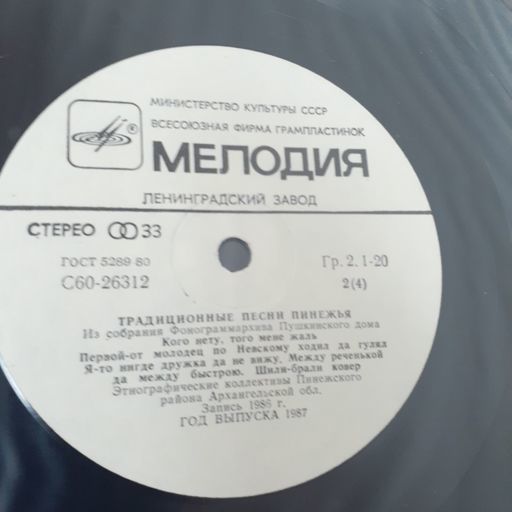 МИНИСТЕРСТВО КУЛЬТУРЫ СССР
ВСЕСОЮЗНАЯ ФИРМА ГРАМПЛАСТИНОК
®
МЕЛОДИЯ
ЛЕНИНГРАДСКИЙ ЗАВОД
СТЕРЕО 33
ГОСТ 5289 80
Гр. 2. 1-20
С60-26312
2(4)
ТРАДИЦИОННЫЕ ПЕСНИ ПИНЕЖЬЯ
Из собрания Фонограммархива Пушкинского дома
Кого нету, того мене жаль
Первой-от молодец по Невскому ходил да гулял
Я-то нигде дружка да не вижу. Между реченькой
да между быстрою. Шили-брали ковер
Этнографические коллективы Пинежского
района Архангельской обл.
Запись 1986 г.
ГОД ВЫПУСКА 1987